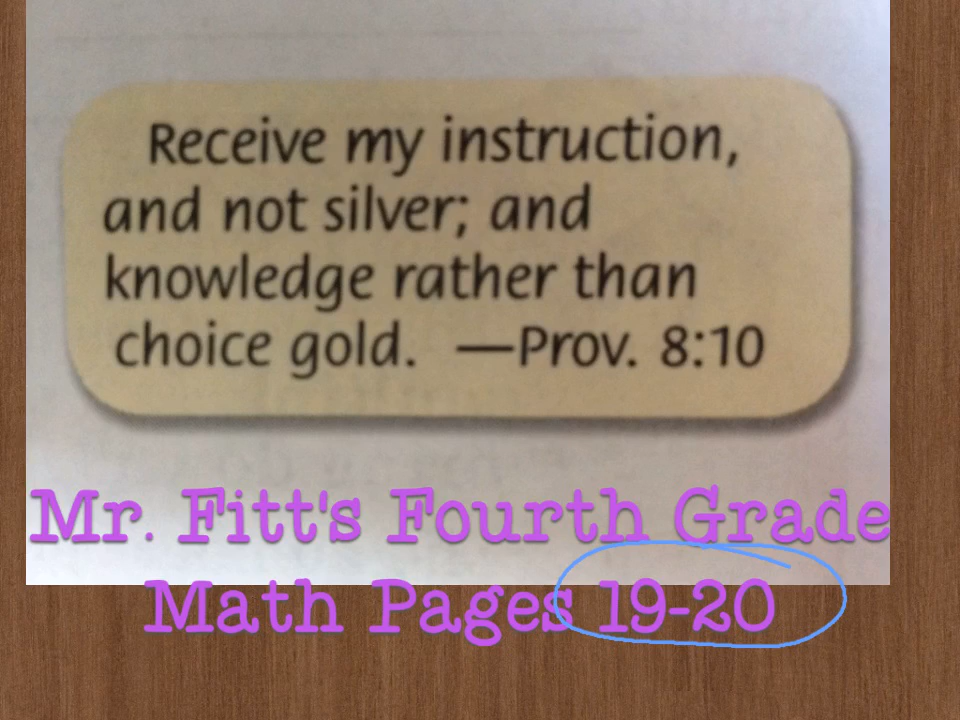 Receive my instruction,
and not silver; and
knowledge rather than
choice gold. —Prov. 8:10
Mr. Fitt's Fourth Grade
Math Pages 19-20